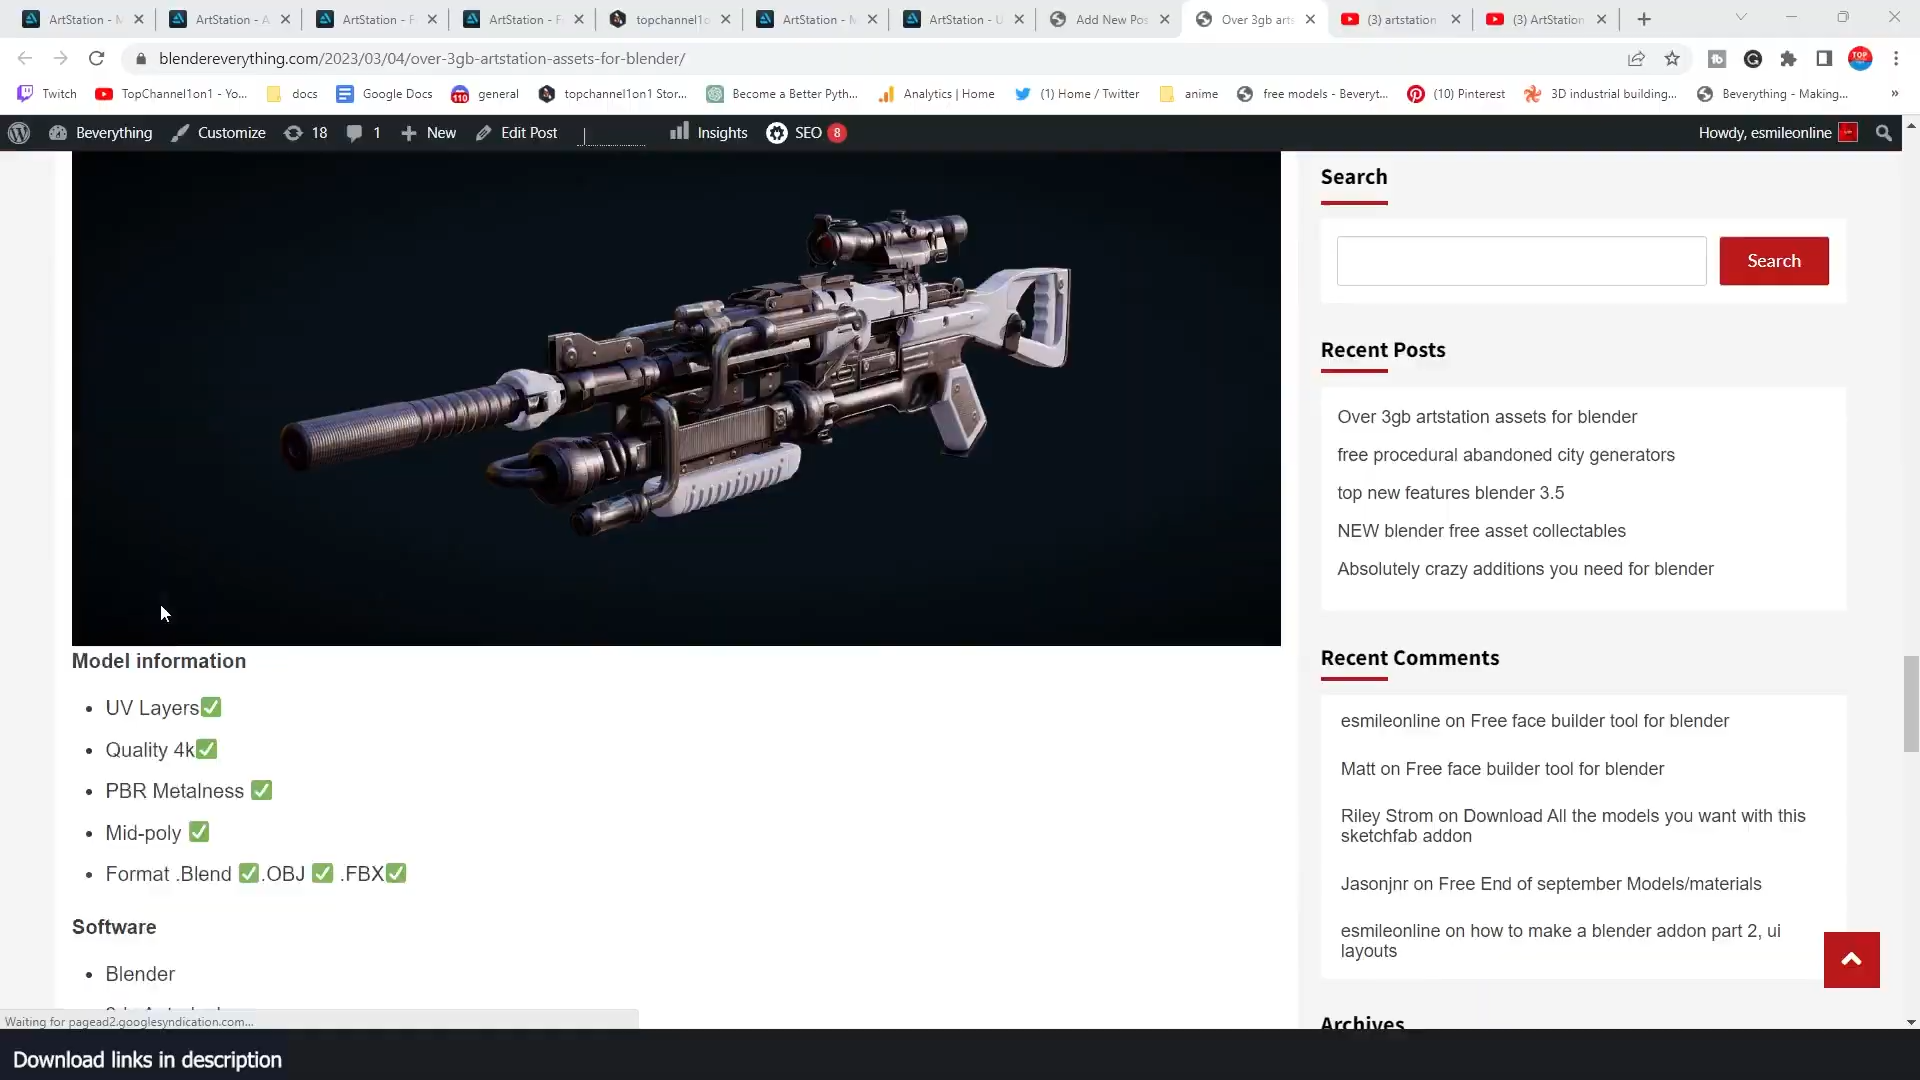 ArtStation - M
ArtStation - A
ArtStation - F
ArtStation - F
topchannel1o
ArtStation - M
ArtStation - U
Add New Pos
Over 3gb arts
(3) artstation
(3) ArtStation
blendereverything.com/2023/03/04/over-3gb-artstation-assets-for-blender/
Twitch
TopChannel1on1 - Yo...
docs
Google Docs
110
general
topchannel1on1 Stor...
Become a Better Pyth...
Analytics | Home
(1) Home / Twitter
anime
free models - Beveryt...
(10) Pinterest
3D industrial building...
Beverything - Making...
»
Beverything
Customize
18
1
New
Edit Post
Insights
SEO
8
Howdy, esmileonline
Model information
UV Layers✅
Quality 4k✅
PBR Metalness ✅
Mid-poly ✅
Format .Blend ✅.OBJ ✅ .FBX✅
Software
Blender
Search
Search
Recent Posts
Over 3gb artstation assets for blender
free procedural abandoned city generators
top new features blender 3.5
NEW blender free asset collectables
Absolutely crazy additions you need for blender
Recent Comments
esmileonline on Free face builder tool for blender
Matt on Free face builder tool for blender
Riley Strom on Download All the models you want with this
sketchfab addon
Jasonjnr on Free End of september Models/materials
esmileonline on how to make a blender addon part 2, ui
layouts
Archives
Waiting for pagead2.googlesyndication.com...
Download links in description